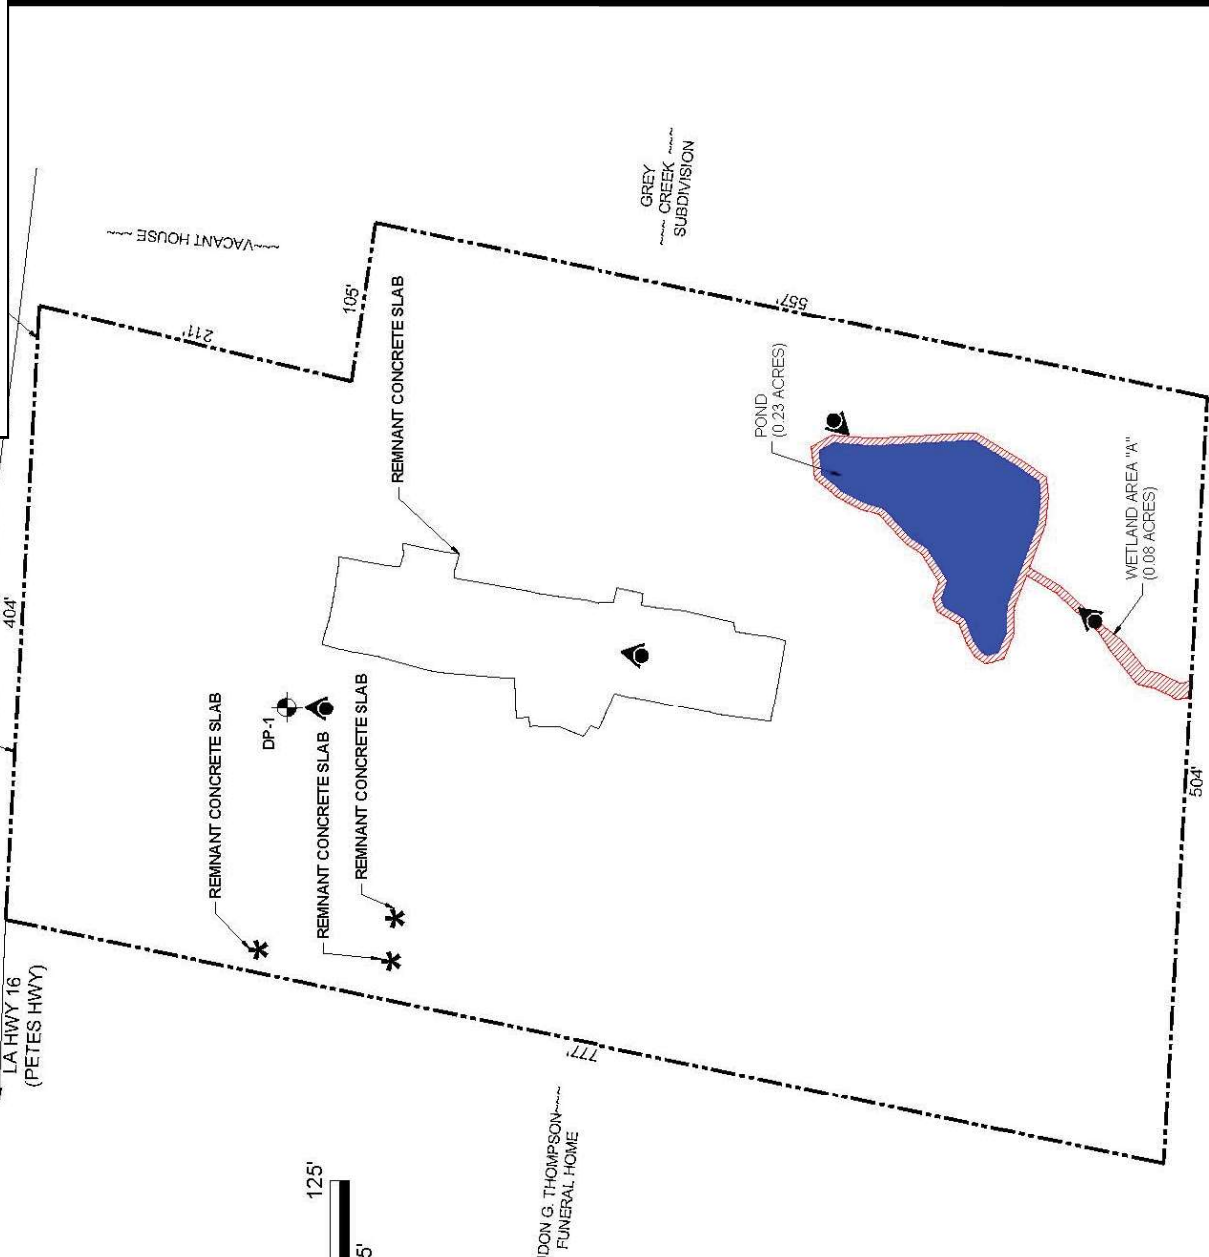 LA HWY 16
(PETES HWY)
404'
~~~VACANT HOUSE ~~~
211'
105'
GREY
~~~ CREEK ~~~
SUBDIVISION
557'
REMNANT CONCRETE SLAB
POND
(0.23 ACRES)
WETLAND AREA "A"
(0.08 ACRES)
DP-1
REMNANT CONCRETE SLAB
REMNANT CONCRETE SLAB
REMNANT CONCRETE SLAB
504'
777'
DON G. THOMPSON~~~
FUNERAL HOME
125'
5'